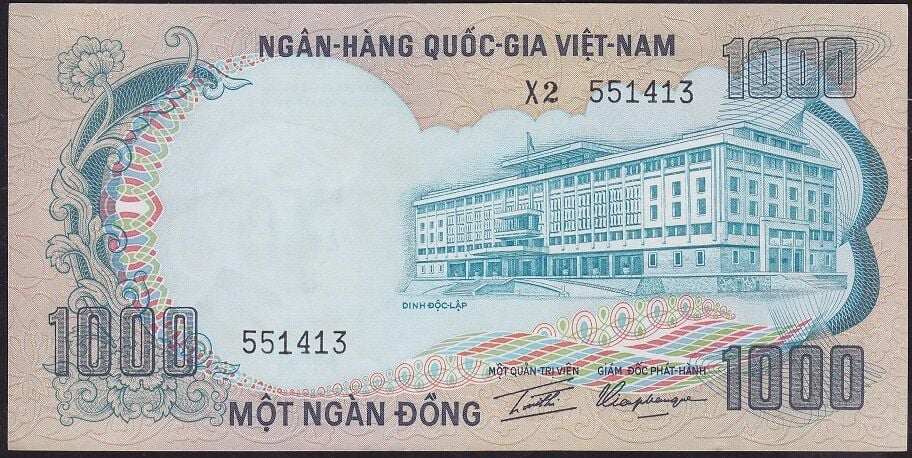 NGÂN-HÀNG QUỐC-GIA VIỆT-NAM
1000
X2 551413
DINH ĐỘC-LẬP
1000
551413
MỘT QUẢN-TRỊ VIÊN
GIÁM ĐỐC PHÁT-HÀNH
1000
MỘT NGÀN ĐỒNG